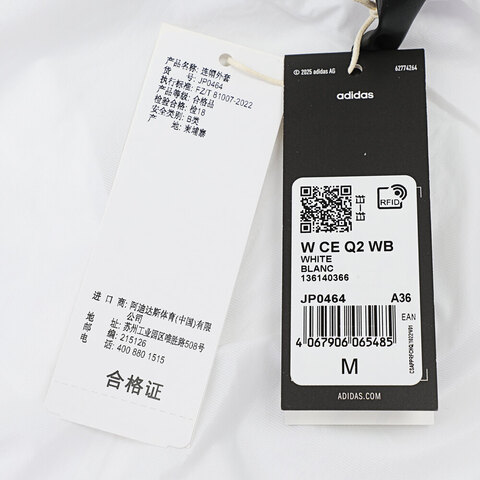 产品名称: 连帽外套
货 号: JP0464
执行标准: FZ/T 81007-2022
产品等级: 合格品
检验合格: 检18
安全类别: B类
产 地: 柬埔寨
进 口 商: 阿迪达斯体育(中国)有限
公司
地 址: 苏州工业园区唯胜路508号
邮 编: 215126
电 话: 400 880 1515
合格证
© 2025 adidas AG
62774264
adidas
RFID
W CE Q2 WB
WHITE
BLANC
136140366
JP0464 A36
EAN
4 067906 065485
M
ADIDAS.COM